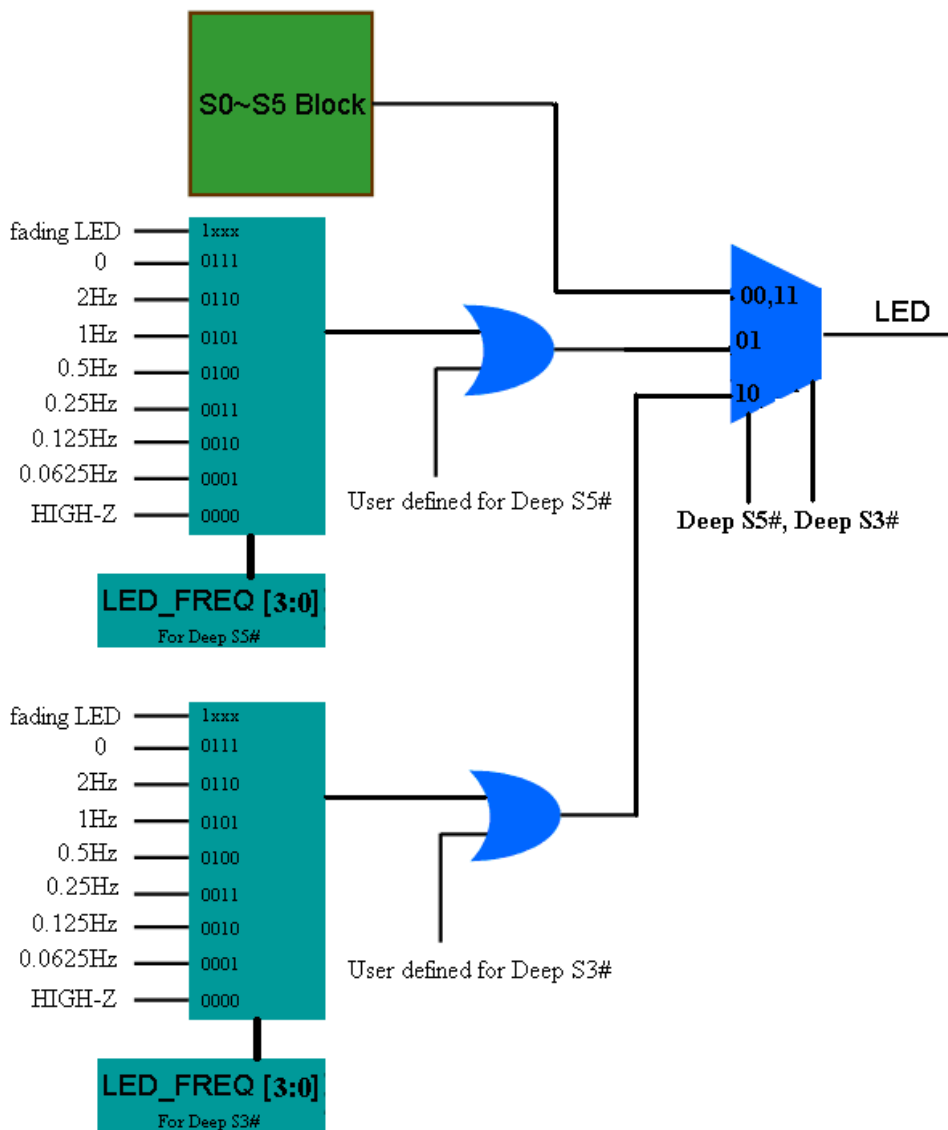 S0~S5 Block
fading LED 1xxx
0 0111
2Hz 0110
1Hz 0101
0.5Hz 0100
0.25Hz 0011
0.125Hz 0010
0.0625Hz 0001
HIGH-Z 0000
LED_FREQ [3:0]
For Deep S5#
User defined for Deep S5#
00,11
01
10
LED
Deep S5#, Deep S3#
fading LED 1xxx
0 0111
2Hz 0110
1Hz 0101
0.5Hz 0100
0.25Hz 0011
0.125Hz 0010
0.0625Hz 0001
HIGH-Z 0000
LED_FREQ [3:0]
For Deep S3#
User defined for Deep S3#